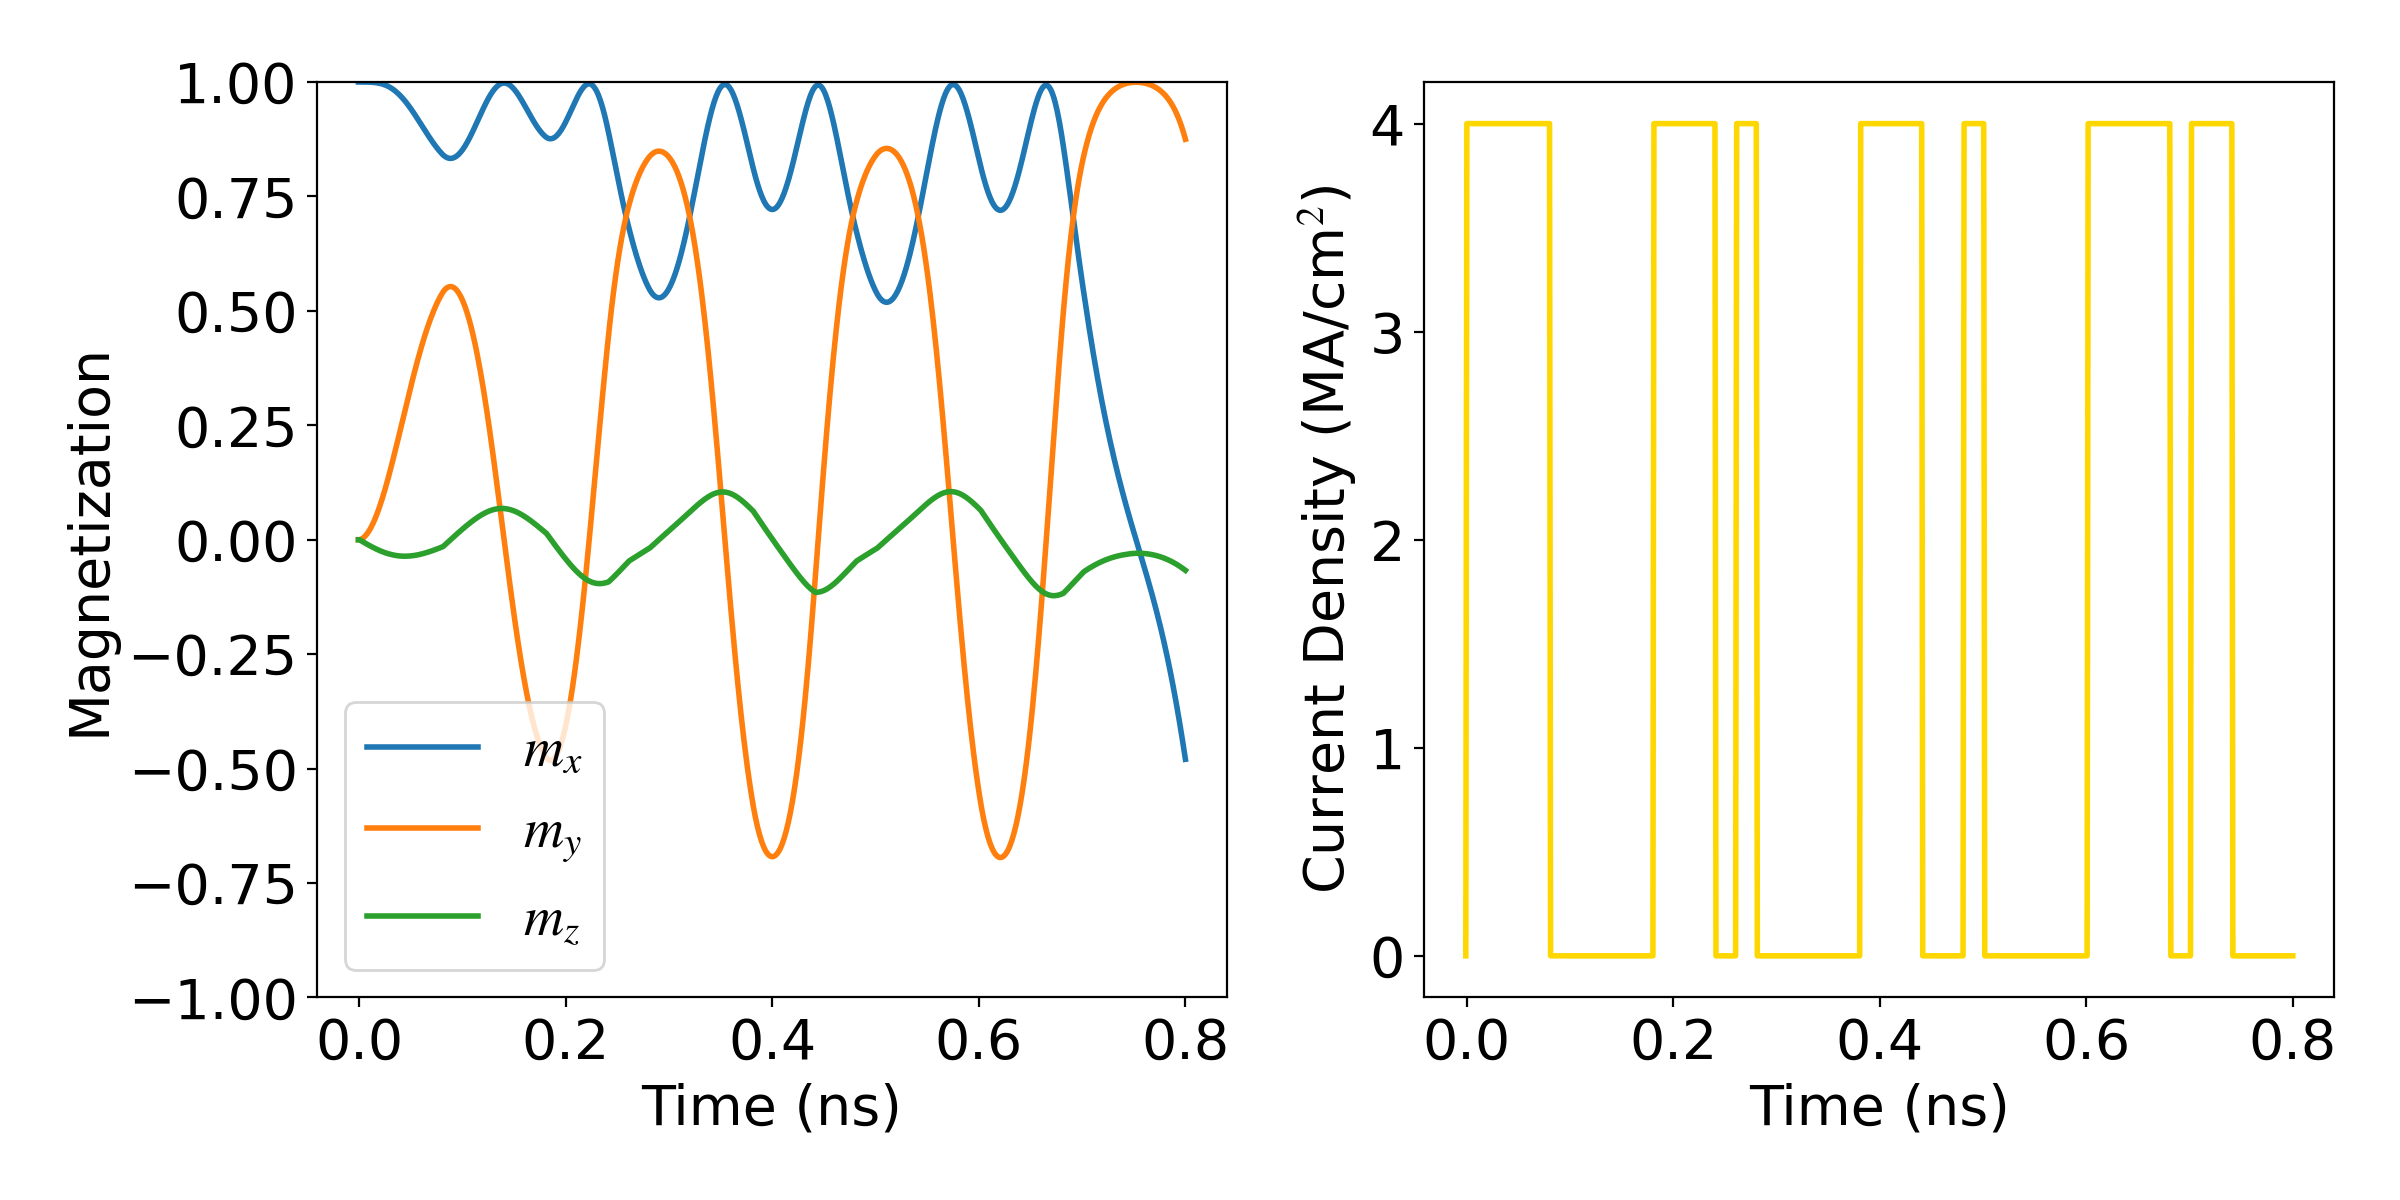 Magnetization
1.00
0.75
0.50
0.25
0.00
−0.25
−0.50
−0.75
−1.00
m_x
m_y
m_z
0.0 0.2 0.4 0.6 0.8
Time (ns)
Current Density (MA/cm²)
4
3
2
1
0
0.0 0.2 0.4 0.6 0.8
Time (ns)